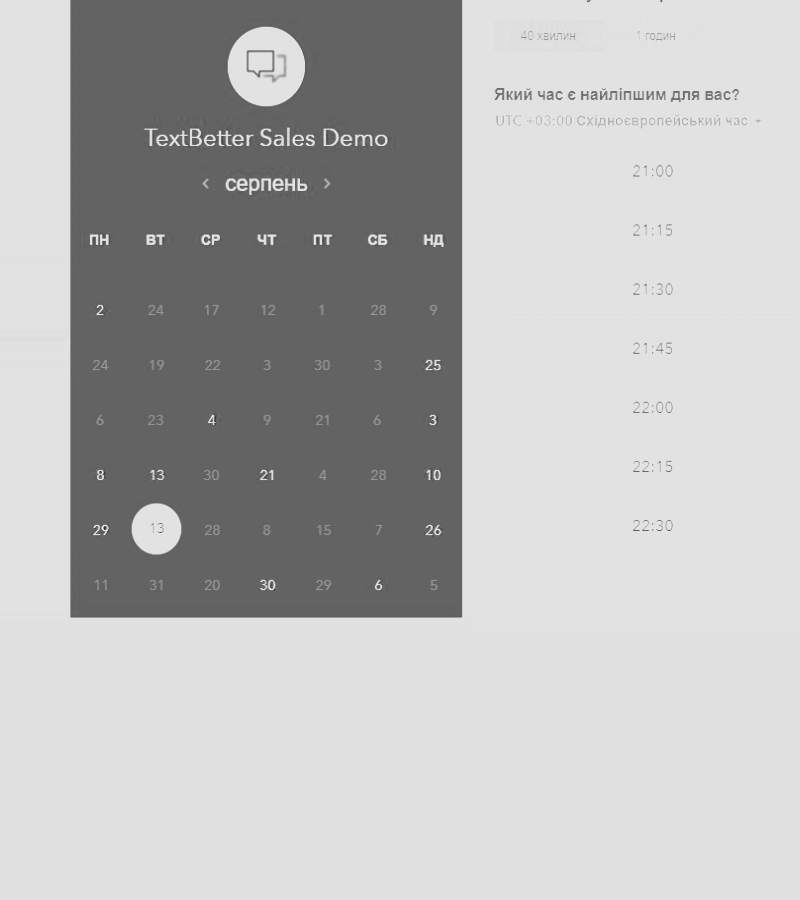 TextBetter Sales Demo
серпень
ПН ВТ СР ЧТ ПТ СБ НД
2 24 17 12 1 28 9
24 19 22 3 30 3 25
6 23 4 9 21 6 3
8 13 30 21 4 28 10
29 13 28 8 15 7 26
11 31 20 30 29 6 5
40 хвилин 1 годин
Який час є найліпшим для вас?
UTC +03:00 Східноєвропейський час
21:00
21:15
21:30
21:45
22:00
22:15
22:30